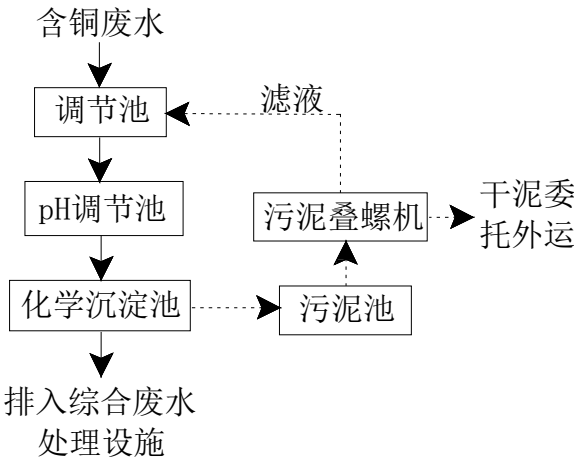 含铜废水
调节池
滤液
pH调节池
污泥叠螺机
干泥委
托外运
化学沉淀池
污泥池
排入综合废水
处理设施